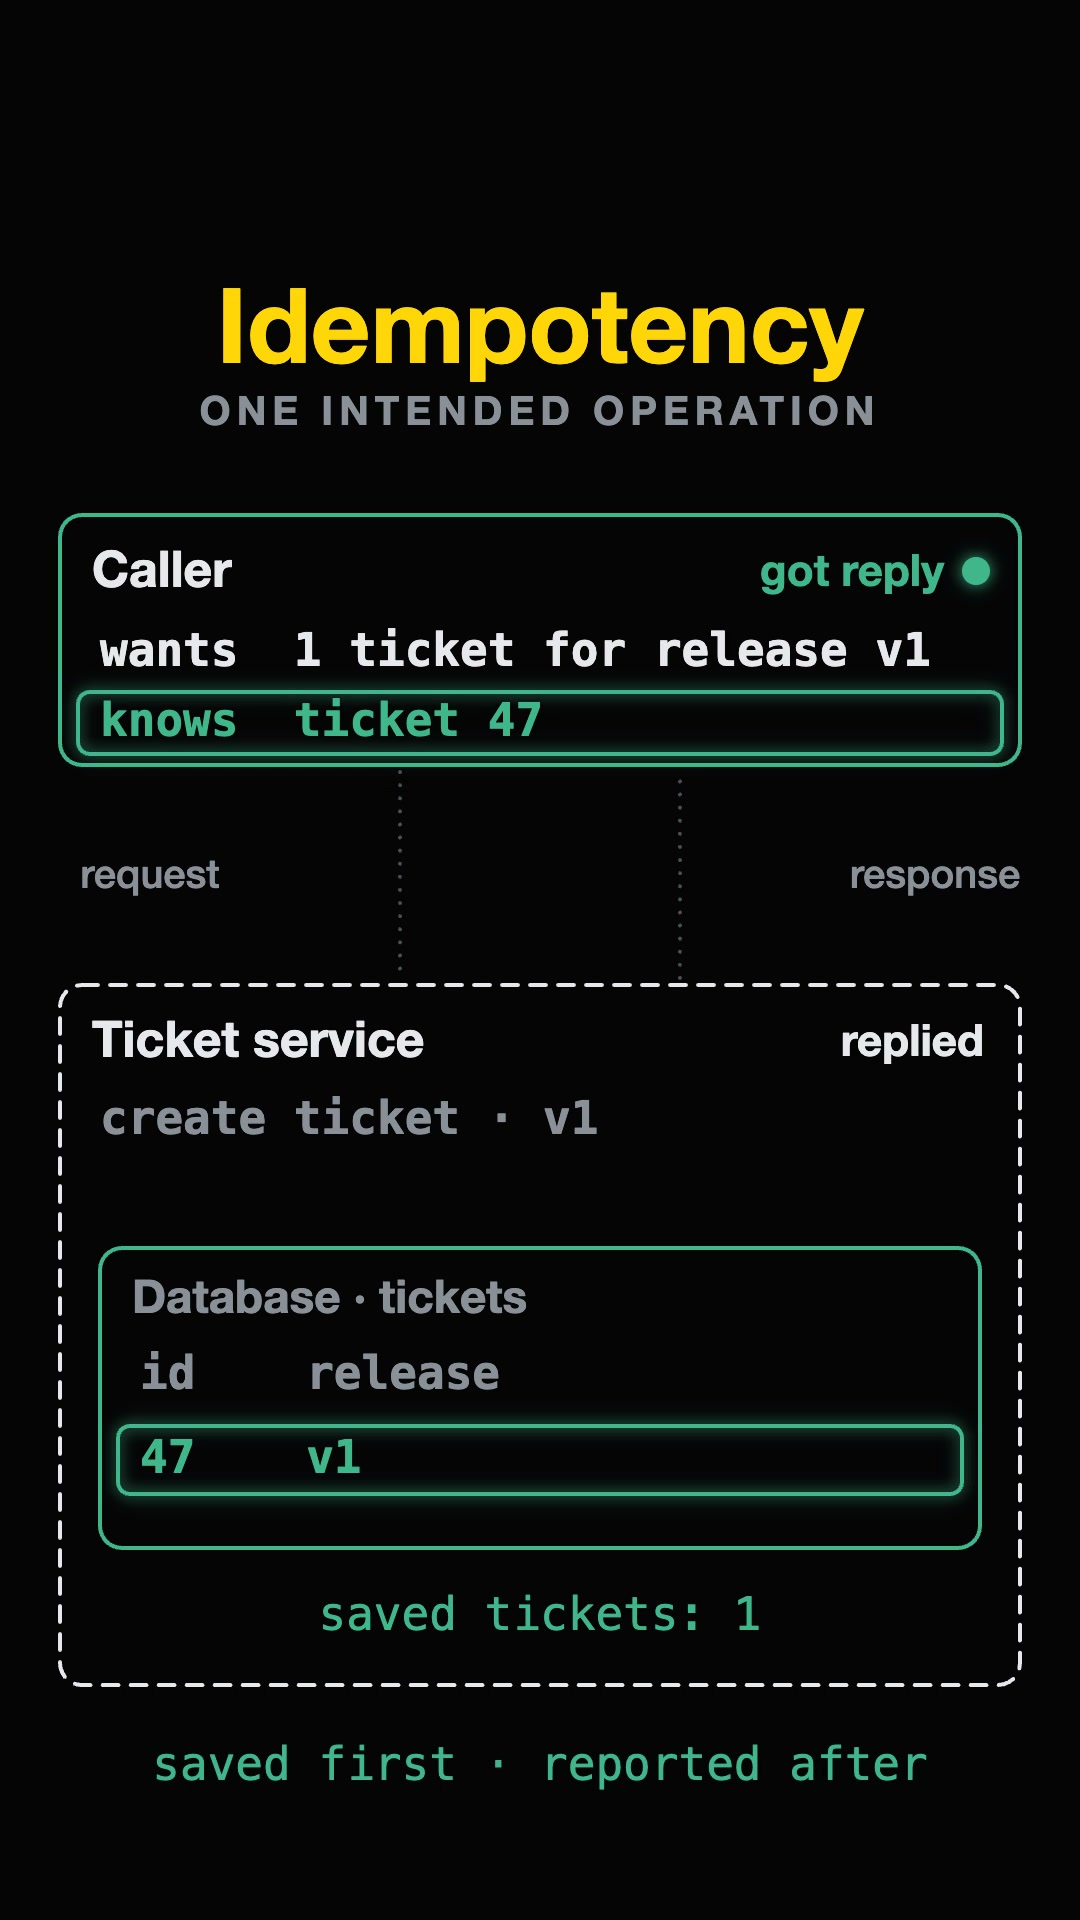 Idempotency
ONE INTENDED OPERATION
Caller got reply
wants 1 ticket for release v1
knows ticket 47
request response
Ticket service replied
create ticket · v1
Database · tickets
id release
47 v1
saved tickets: 1
saved first · reported after